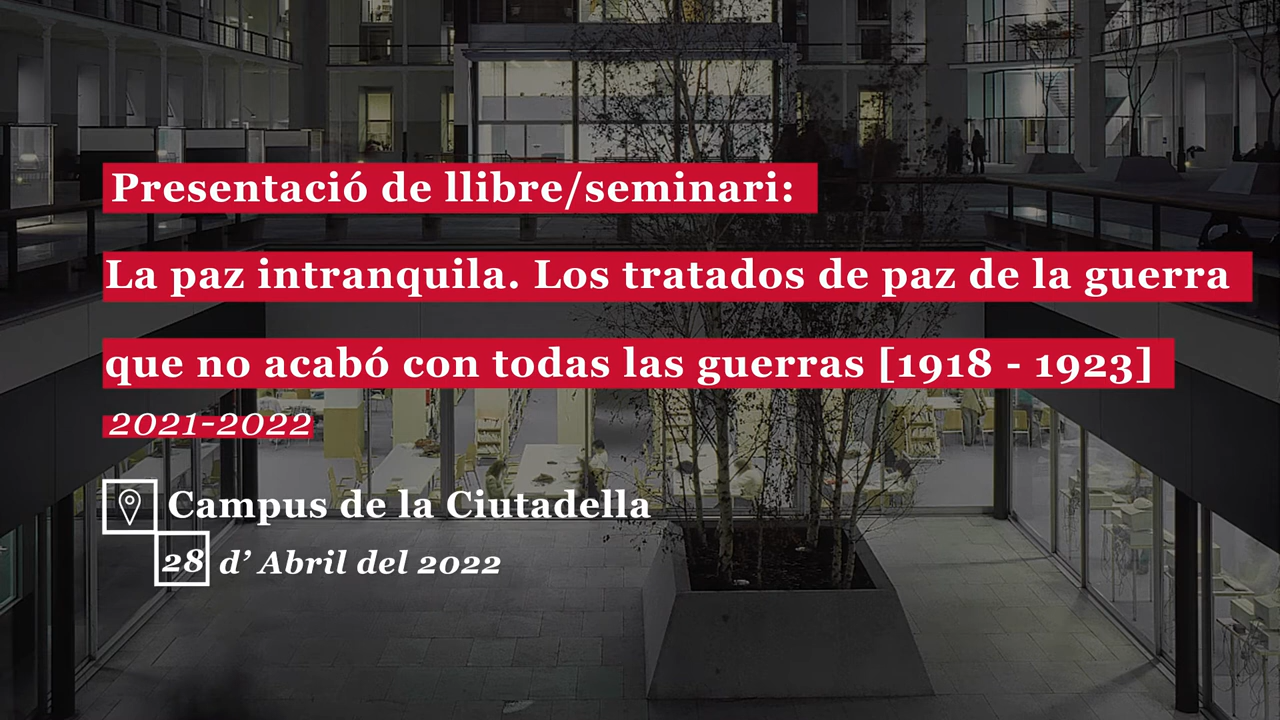 Presentació de llibre/seminari:
La paz intranquila. Los tratados de paz de la guerra
que no acabó con todas las guerras [1918 - 1923]
2021-2022
Campus de la Ciutadella
28 d’ Abril del 2022